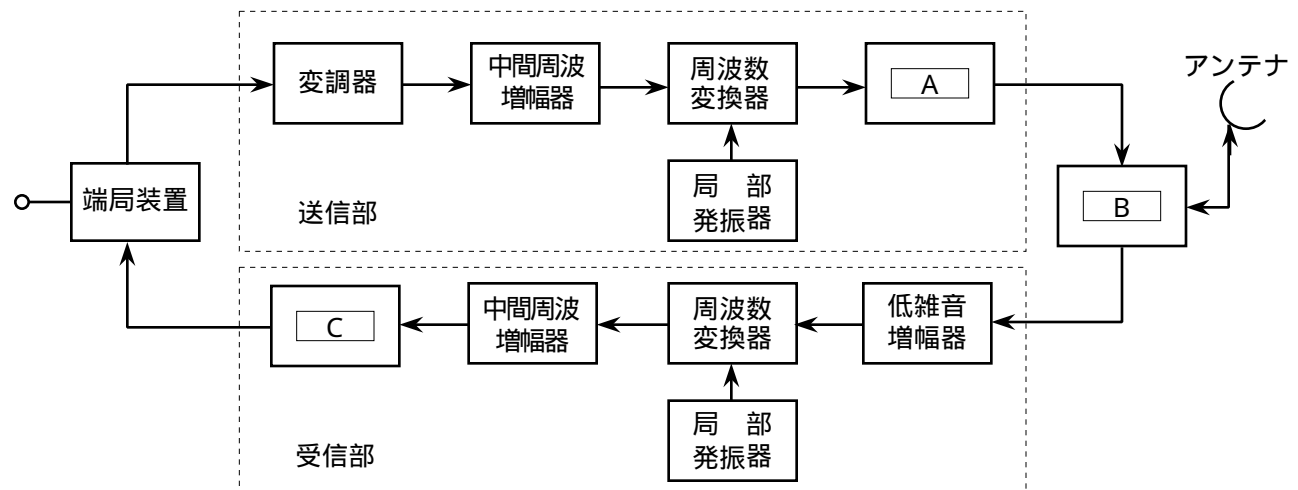 変調器
中間周波
増幅器
周波数
変換器
A
アンテナ
端局装置
局 部
発振器
送信部
B
C
中間周波
増幅器
周波数
変換器
低雑音
増幅器
局 部
発振器
受信部